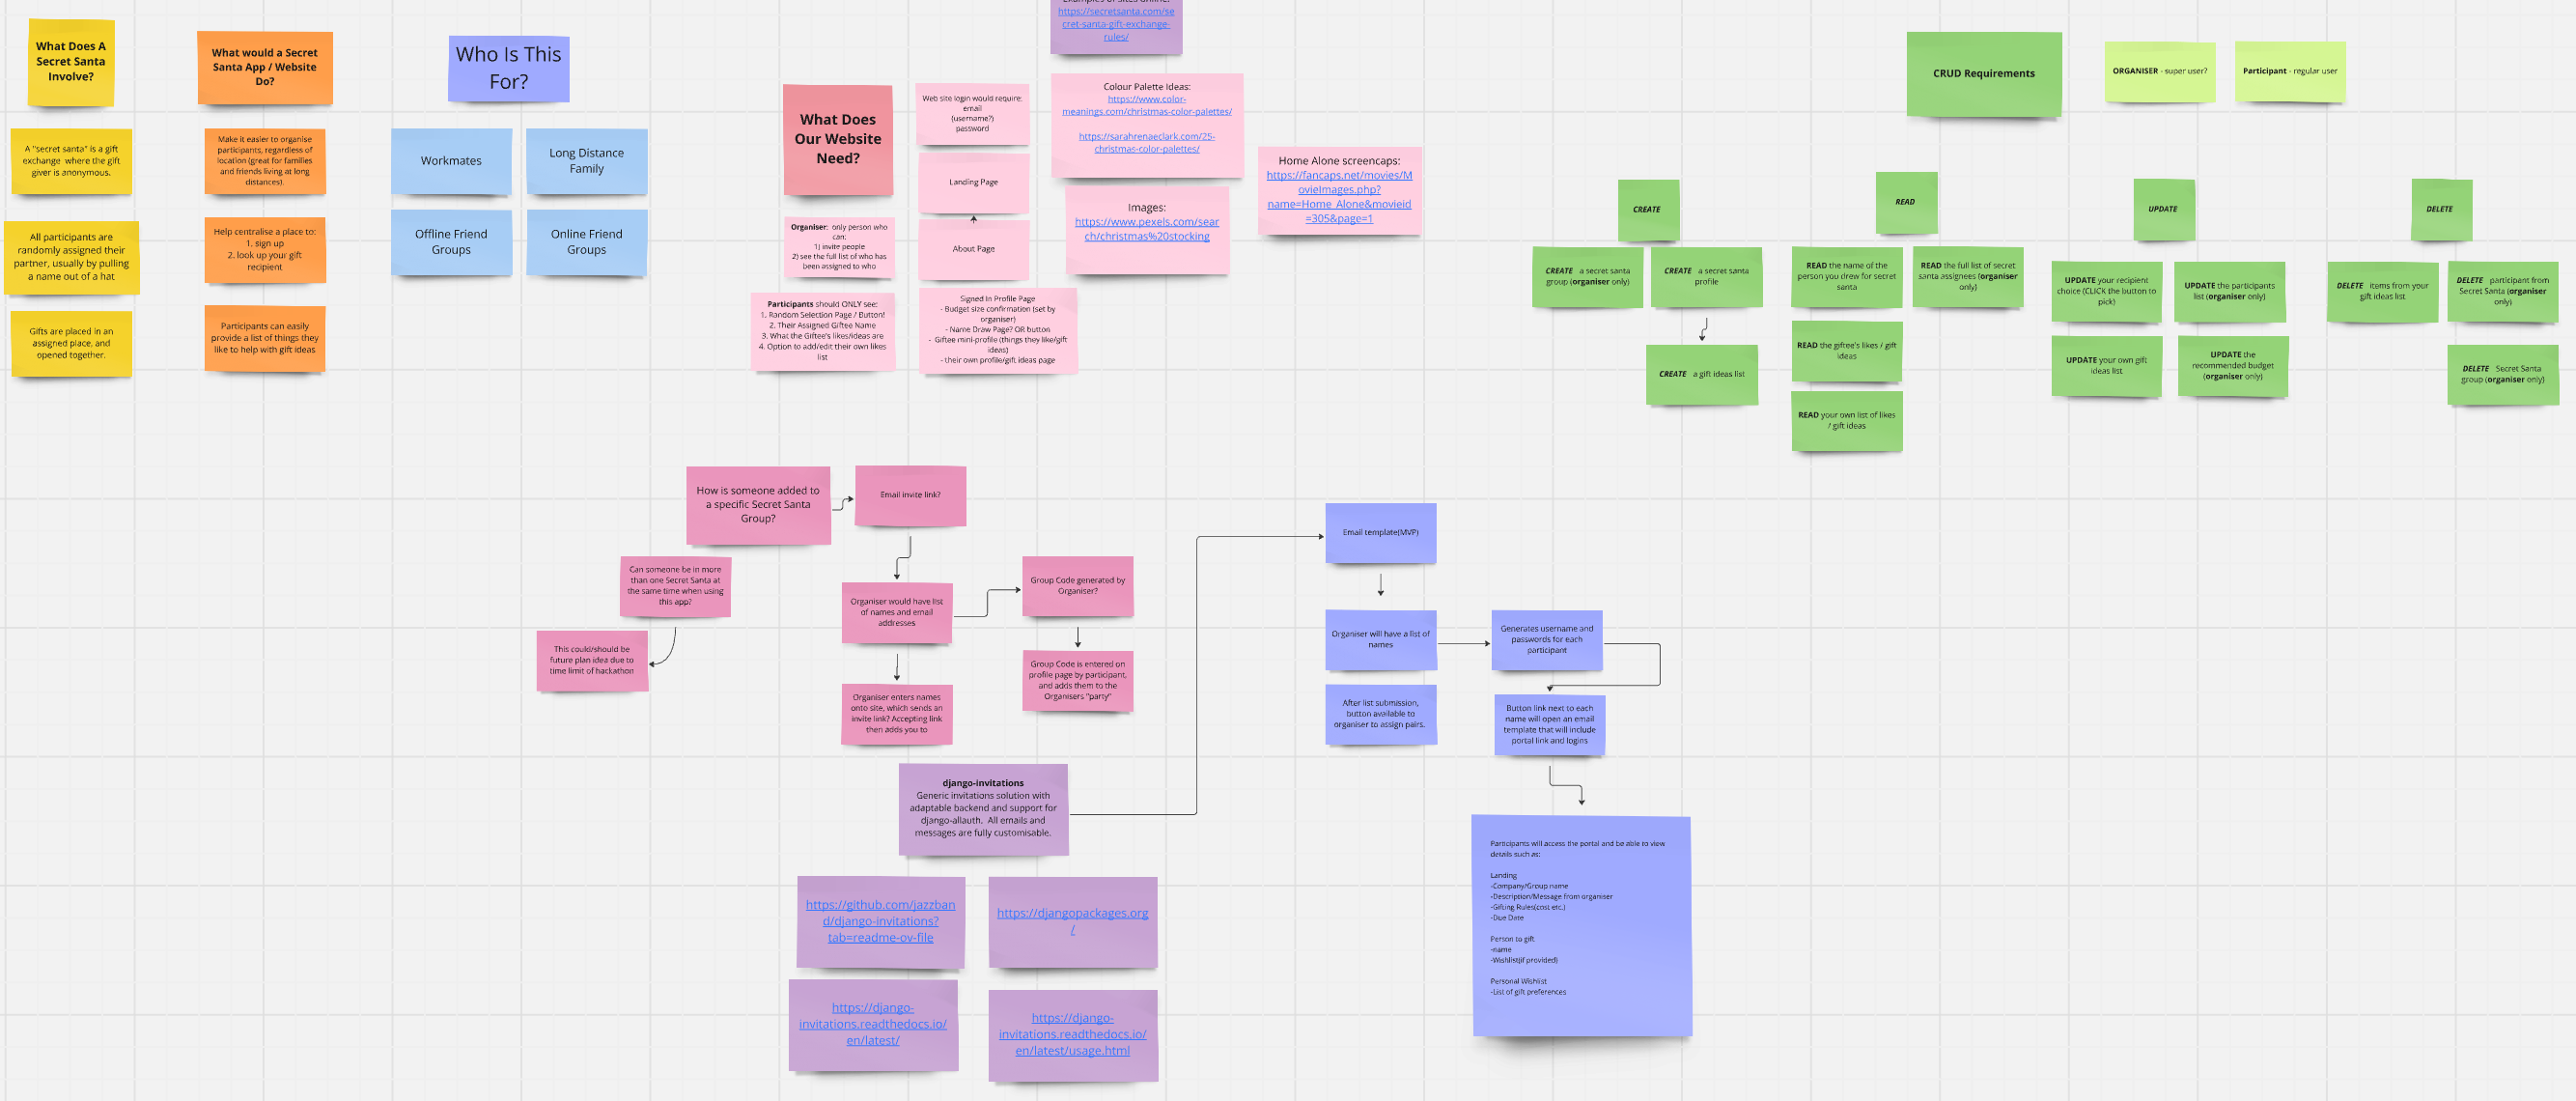 What Does A
Secret Santa
Involve?
A "secret santa" is a gift
exchange where the gift
giver is anonymous.
All participants are
randomly assigned their
partner, usually by pulling
a name out of a hat
Gifts are placed in an
assigned place, and
opened together.
What would a Secret
Santa App / Website
Do?
Make it easier to organise
participants, regardless of
location (great for families
and friends living at long
distances).
Help centralise a place to:
1. sign up
2. look up your gift
recipient
Participants can easily
provide a list of things they
like to help with gift ideas
Who Is This
For?
Workmates
Long Distance
Family
Offline Friend
Groups
Online Friend
Groups
What Does
Our Website
Need?
Organiser: only person who
can:
1) invite people
2) see the full list of who has
been assigned to who
Participants should ONLY see:
1. Random Selection Page / Button!
2. Their Assigned Giftee Name
3. What the Giftee's likes/ideas are
4. Option to add/edit their own likes
list
Web site login would require:
email
(username?)
password
Landing Page
About Page
Signed In Profile Page
- Budget size confirmation (set by
organiser)
- Name Draw Page? OR button
- Giftee mini-profile (things they like/gift
ideas)
- their own profile/gift ideas page
Examples of sites online:
https://secretsanta.com/se
cret-santa-gift-exchange-
rules/
Colour Palette Ideas:
https://www.color-
meanings.com/christmas-color-palettes/
https://sarahrenaeclark.com/25-
christmas-color-palettes/
Images:
https://www.pexels.com/sear
ch/christmas%20stocking
Home Alone screencaps:
https://fancaps.net/movies/M
ovieImages.php?
name=Home_Alone&movieid
=305&page=1
CRUD Requirements
ORGANISER - super user?
Participant - regular user
CREATE
CREATE a secret santa
group (organiser only)
CREATE a secret santa
profile
CREATE a gift ideas list
READ
READ the name of the
person you drew for secret
santa
READ the full list of secret
santa assignees (organiser
only)
READ the giftee's likes / gift
ideas
READ your own list of likes
/ gift ideas
UPDATE
UPDATE your recipient
choice (CLICK the button to
pick)
UPDATE the participants
list (organiser only)
UPDATE your own gift
ideas list
UPDATE the
recommended budget
(organiser only)
DELETE
DELETE items from your
gift ideas list
DELETE participant from
Secret Santa (organiser
only)
DELETE Secret Santa
group (organiser only)
How is someone added to
a specific Secret Santa
Group?
Email invite link?
Can someone be in more
than one Secret Santa at
the same time when using
this app?
This could/should be
future plan idea due to
time limit of hackathon
Organiser would have list
of names and email
addresses
Group Code generated by
Organiser?
Group Code is entered on
profile page by participant,
and adds them to the
Organisers "party"
Organiser enters names
onto site, which sends an
invite link? Accepting link
then adds you to
django-invitations
Generic invitations solution with
adaptable backend and support for
django-allauth. All emails and
messages are fully customisable.
https://github.com/jazzban
d/django-invitations?
tab=readme-ov-file
https://djangopackages.org
/
https://django-
invitations.readthedocs.io/
en/latest/
https://django-
invitations.readthedocs.io/
en/latest/usage.html
Email template(MVP)
Organiser will have a list of
names
Generates username and
passwords for each
participant
After list submission,
button available to
organiser to assign pairs.
Button link next to each
name will open an email
template that will include
portal link and logins
Participants will access the portal and be able to view
details such as:
Landing
-Company/Group name
-Description/Message from organiser
-Gifting Rules(cost etc.)
-Due Date
Person to gift
-name
-Wishlist(if provided)
Personal Wishlist
-List of gift preferences